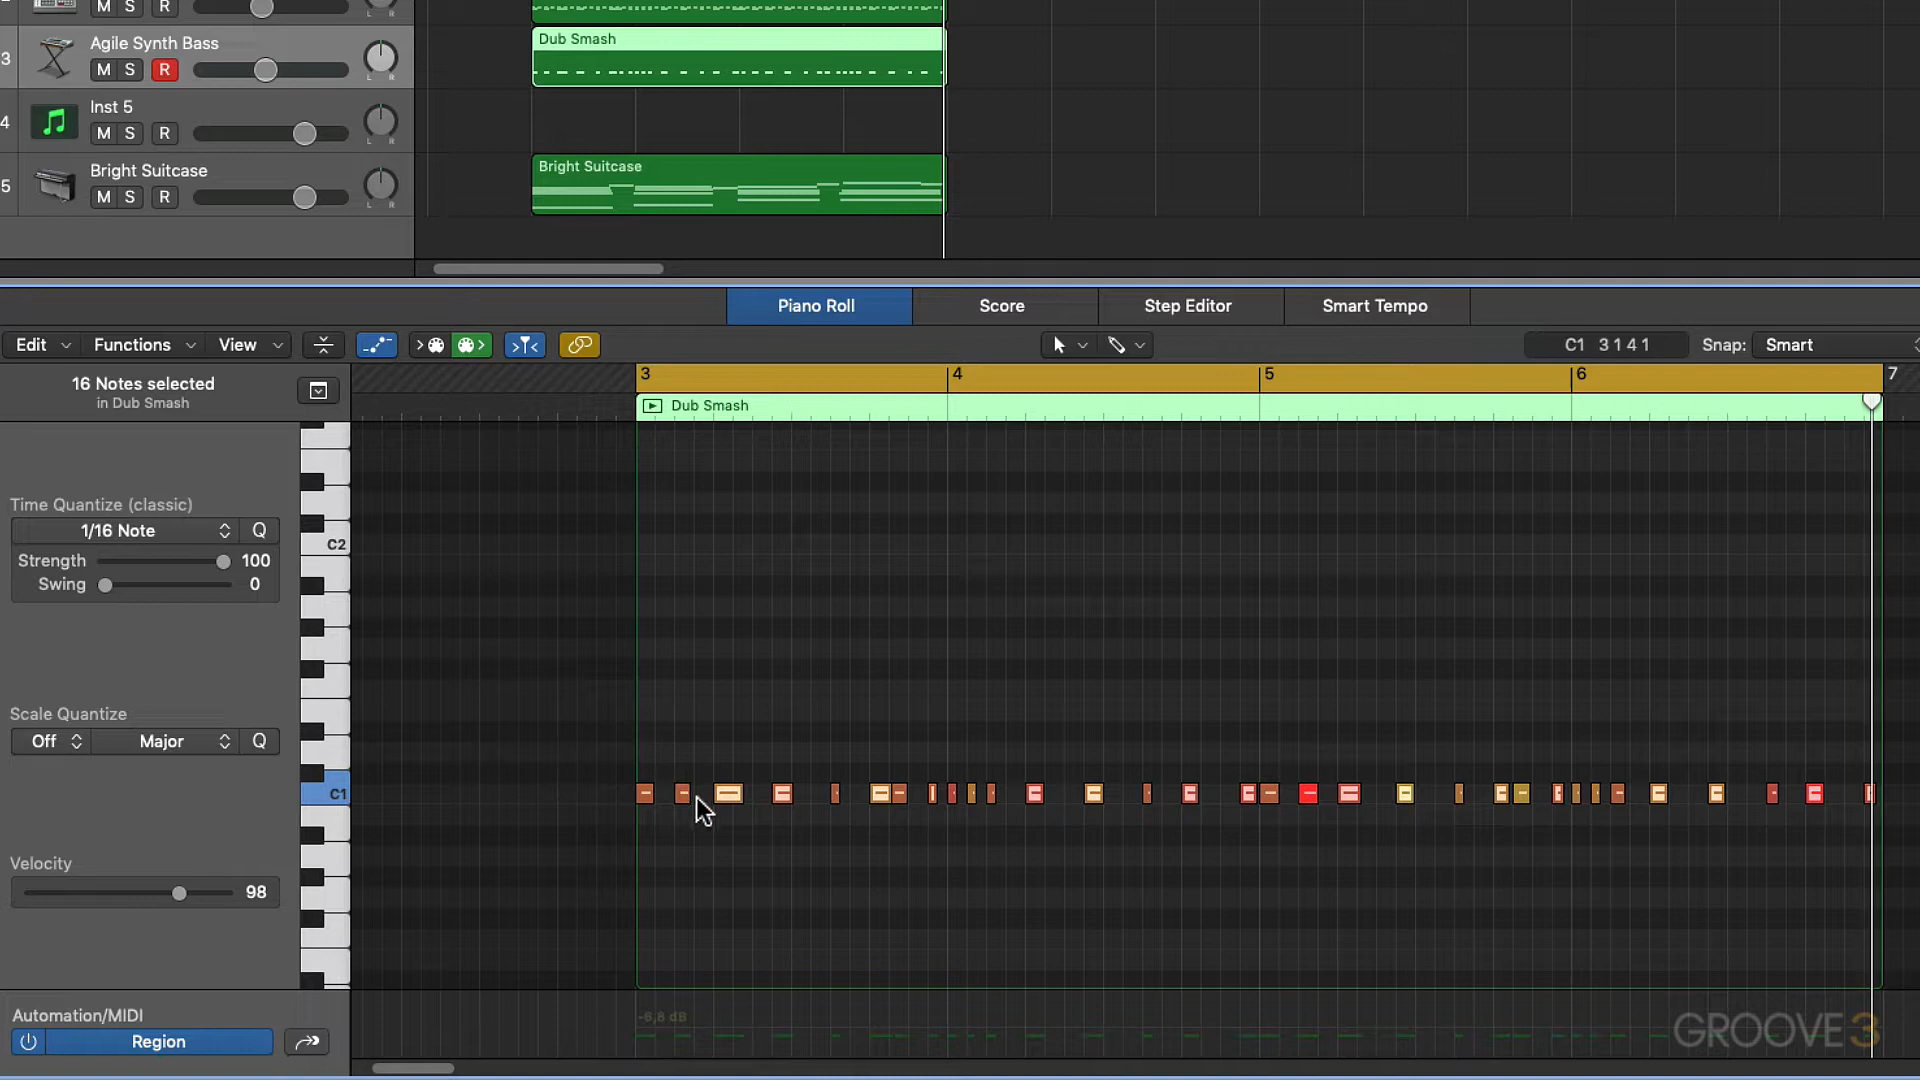 M S R
L R
Agile Synth Bass
3
M S R
L R
Dub Smash
Inst 5
4
M S R
L R
Bright Suitcase
5
M S R
L R
Bright Suitcase
Piano Roll
Score
Step Editor
Smart Tempo
Edit
Functions
View
C1 3 1 4 1
Snap: Smart
16 Notes selected
in Dub Smash
3 4 5 6 7
Dub Smash
Time Quantize (classic)
1/16 Note
Q
Strength 100
Swing 0
C2
Scale Quantize
Off
Major
Q
C1
Velocity
98
Automation/MIDI
Region
-6,8 dB
GROOVE3